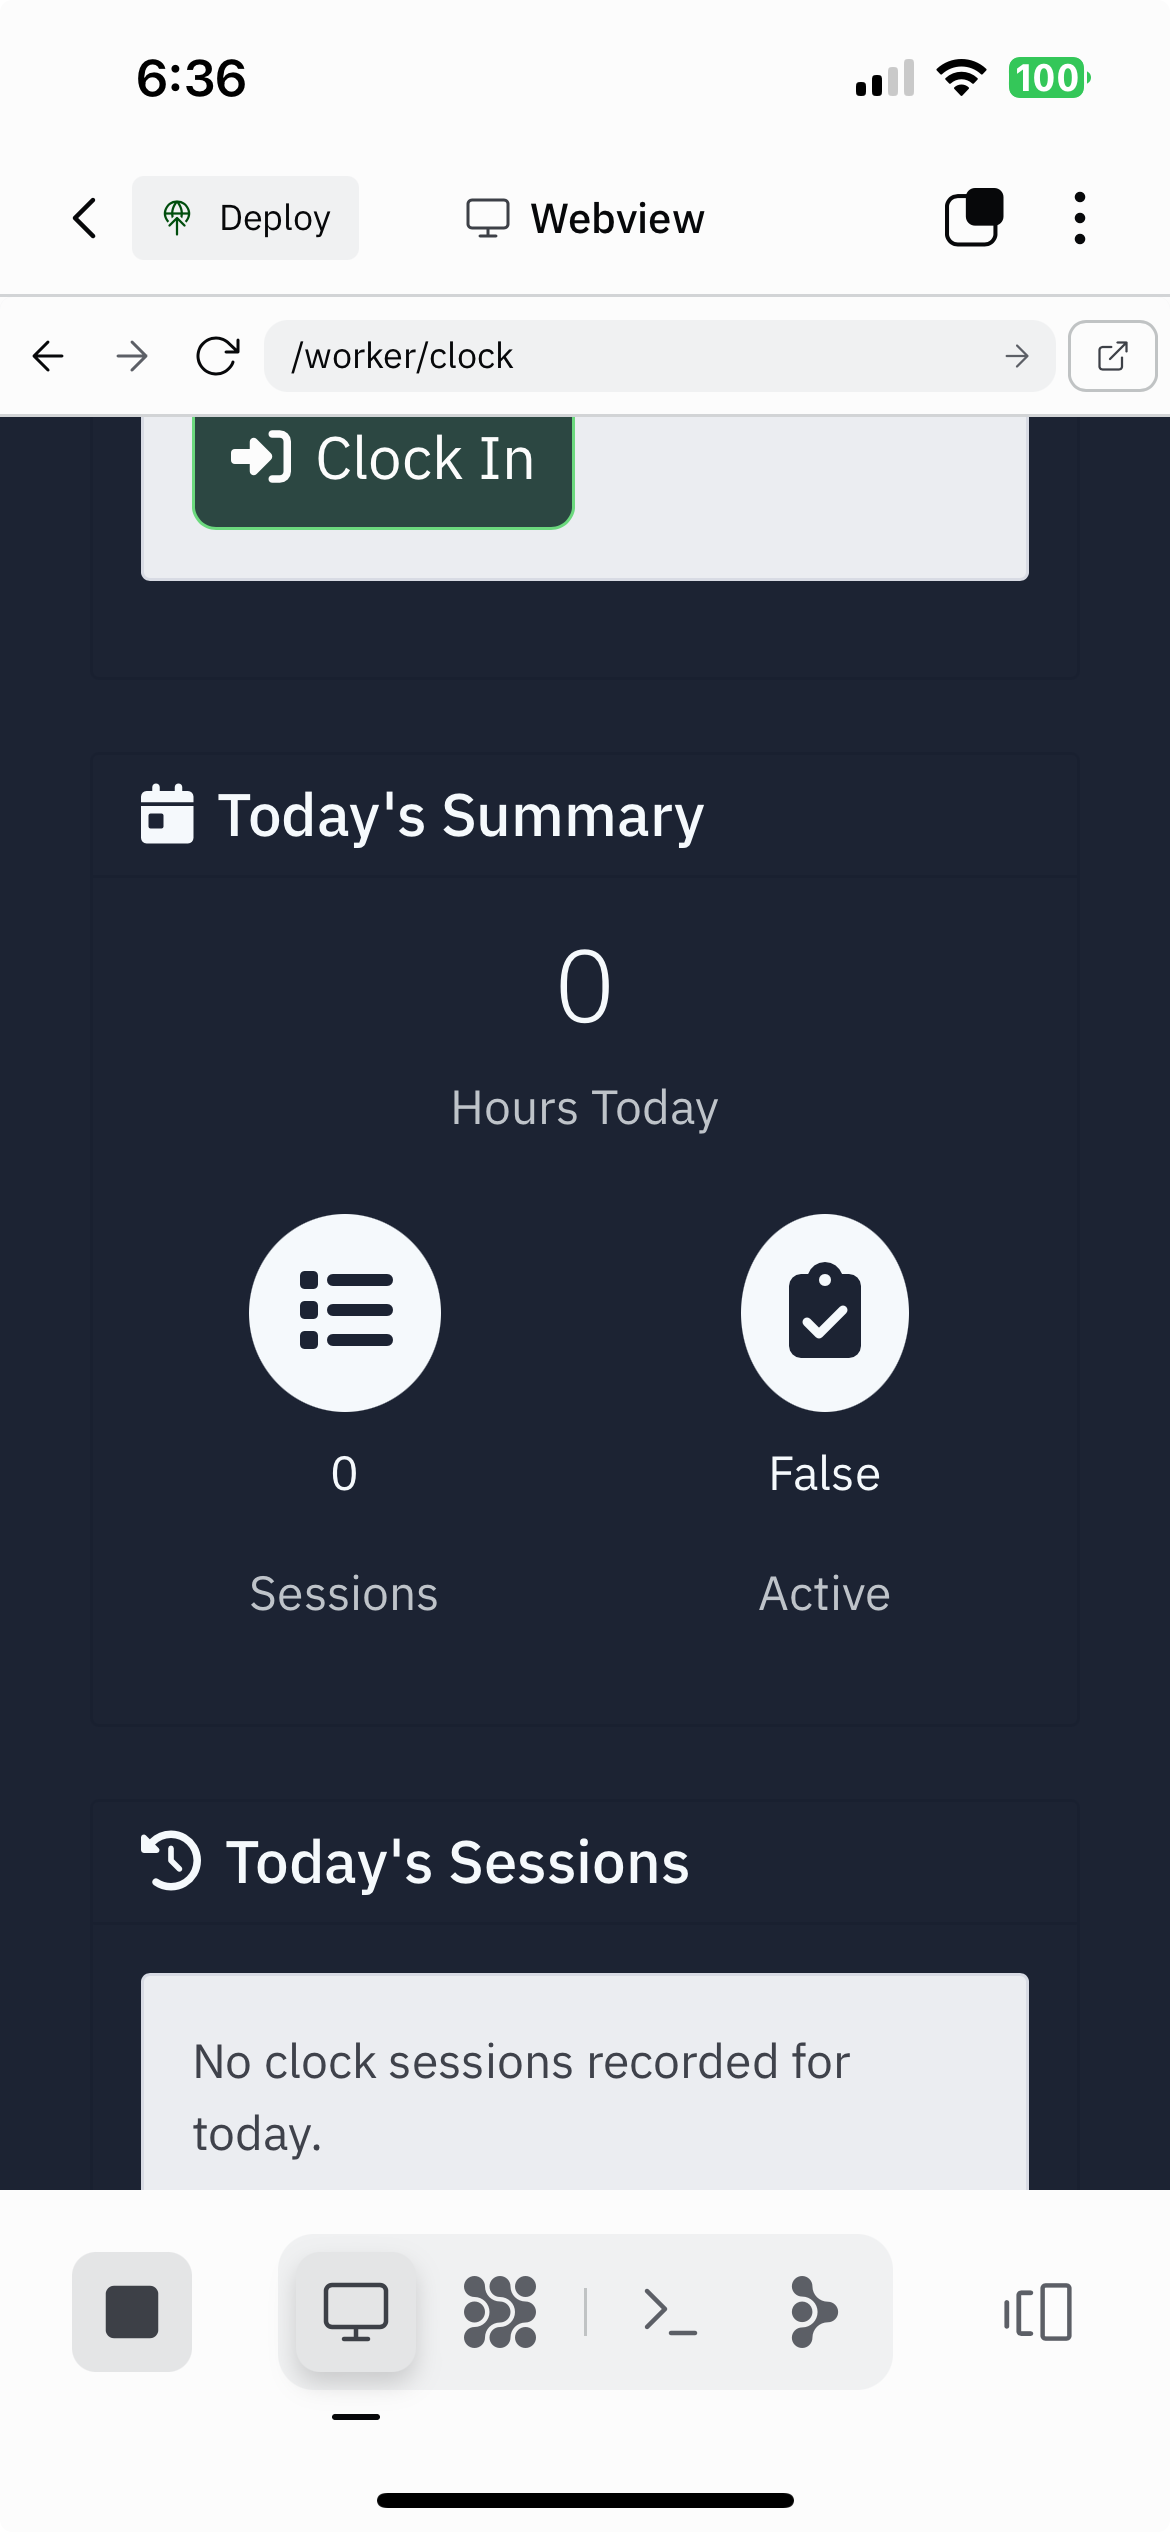 6:36
100
Deploy
Webview
/worker/clock
Clock In
Today's Summary
0
Hours Today
0
False
Sessions
Active
Today's Sessions
No clock sessions recorded for
today.